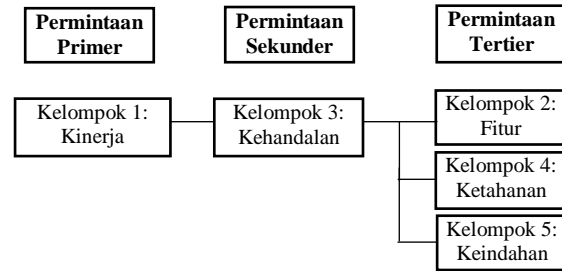 Permintaan
Primer
Permintaan
Sekunder
Permintaan
Tertier
Kelompok 1:
Kinerja
Kelompok 3:
Kehandalan
Kelompok 2:
Fitur
Kelompok 4:
Ketahanan
Kelompok 5:
Keindahan